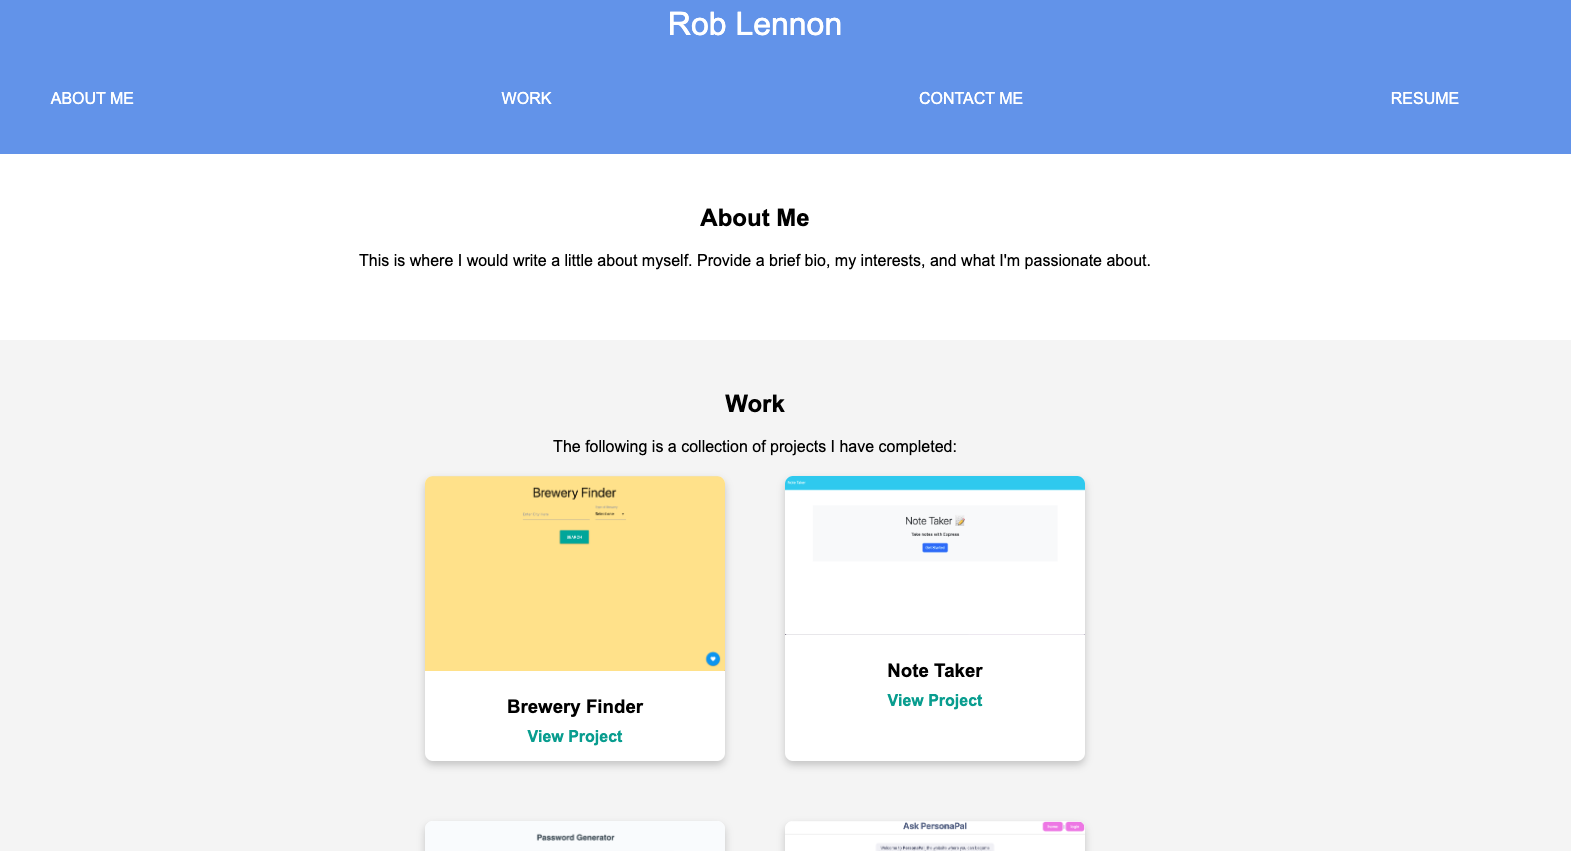 Rob Lennon
ABOUT ME WORK CONTACT ME RESUME
About Me
This is where I would write a little about myself. Provide a brief bio, my interests, and what I'm passionate about.
Work
The following is a collection of projects I have completed:
Brewery Finder
SEARCH
Brewery Finder
View Project
Note Taker
Note Taker 📝
Take notes with Express
Get Started
Note Taker
View Project
Password Generator
Ask PersonaPal